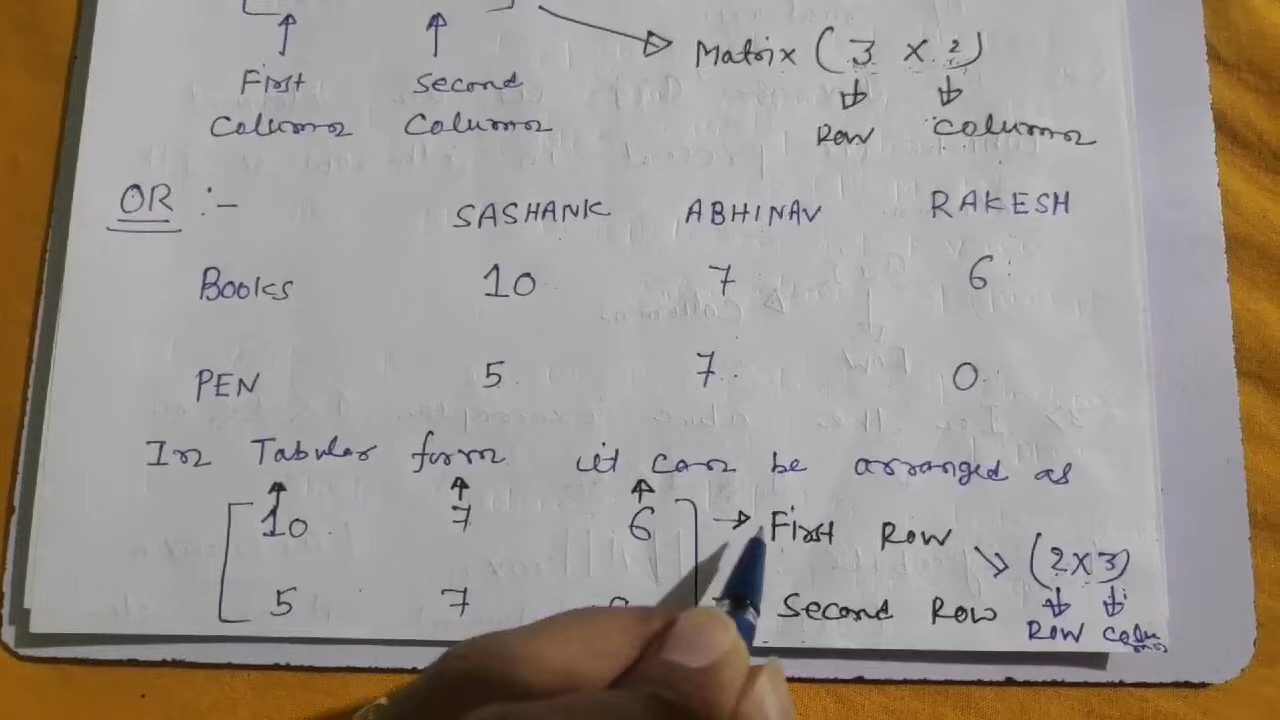 First Second Matrix (3 × 2)
Column Column Row Column
OR :-
SASHANK ABHINAV RAKESH
Books 10 7 6
PEN 5 7 0
In Tabular form it can be arranged as
10 7 6 → First Row
5 7 Second Row
(2×3)
Row Column